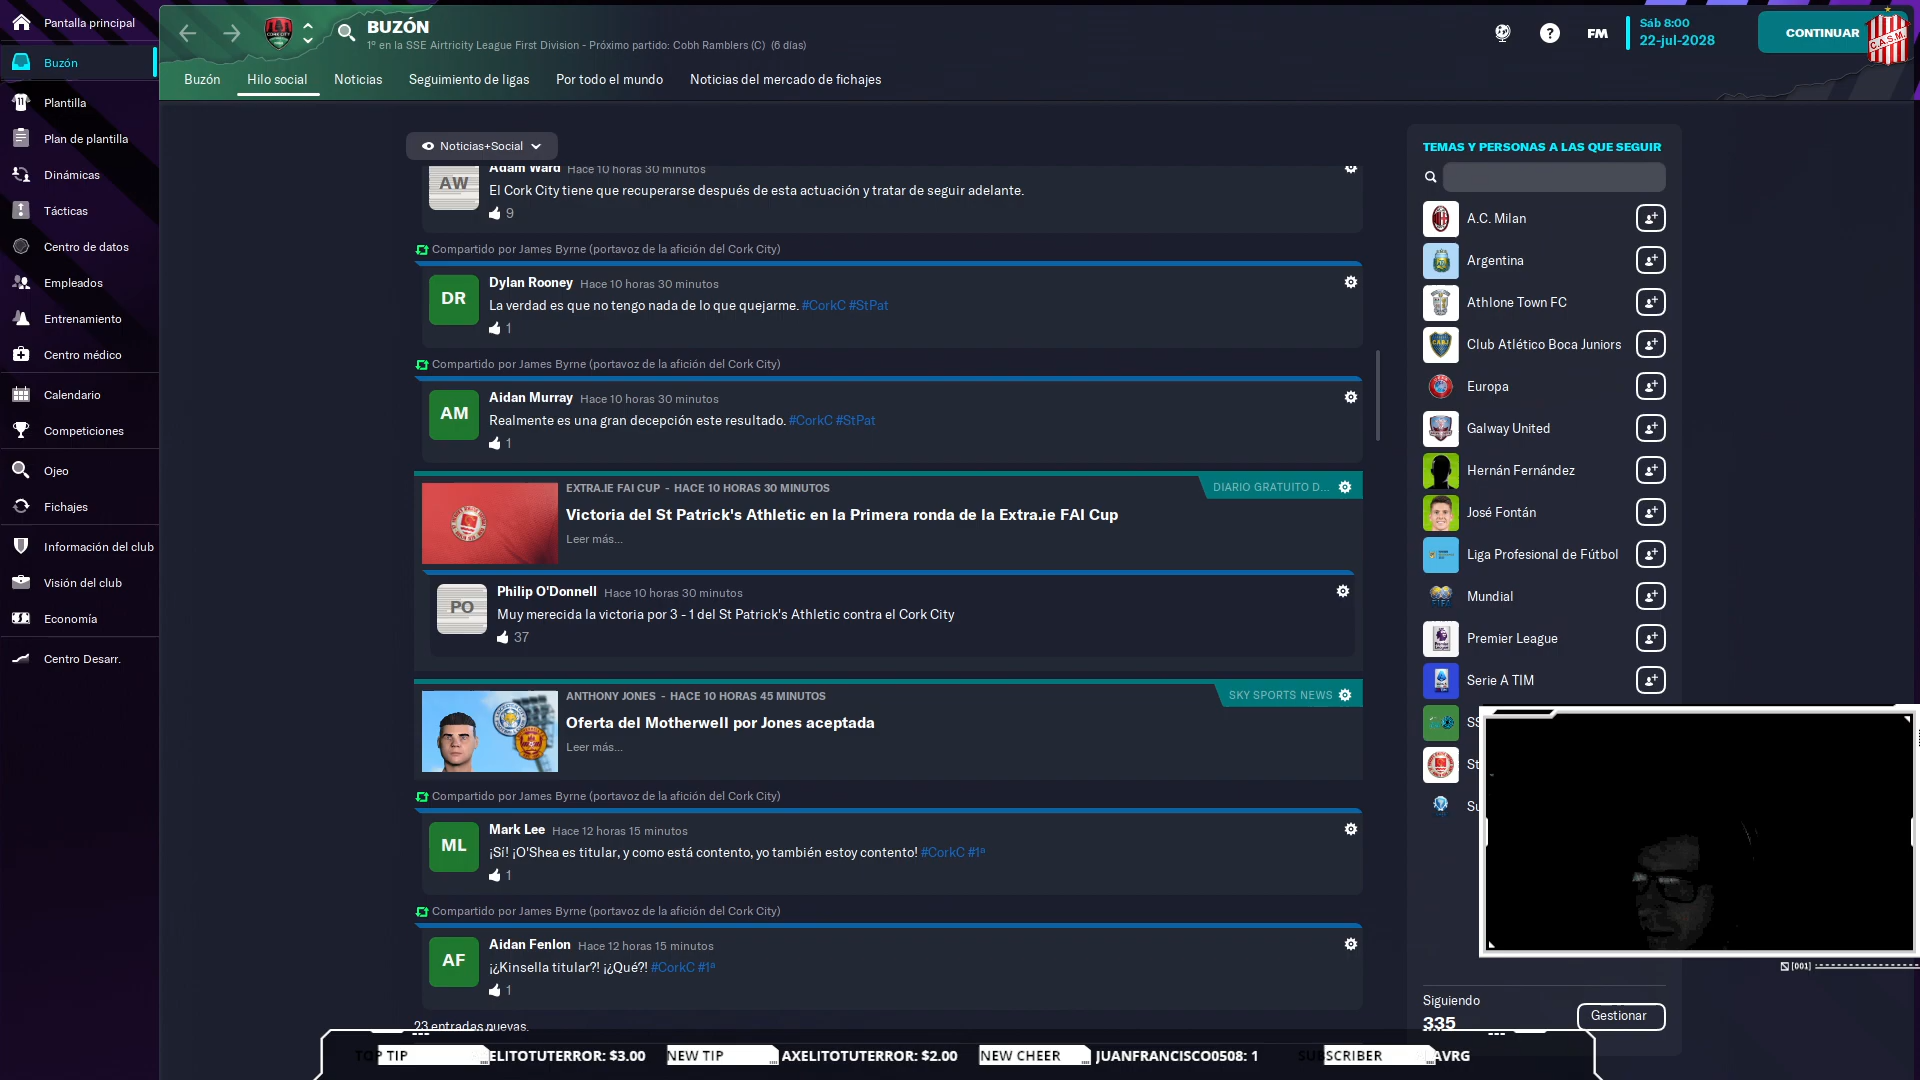 Pantalla principal
Buzón
Plantilla
Plan de plantilla
Dinámicas
Tácticas
Centro de datos
Empleados
Entrenamiento
Centro médico
Calendario
Competiciones
Ojeo
Fichajes
Información del club
Visión del club
Economía
Centro Desarr.
BUZÓN
1º en la SSE Airtricity League First Division - Próximo partido: Cobh Ramblers (C) (6 días)
FM
Sáb 8:00
22-jul-2028
CONTINUAR
C.A.S.M.
Buzón
Hilo social
Noticias
Seguimiento de ligas
Por todo el mundo
Noticias del mercado de fichajes
Noticias+Social
AW
Adam Ward Hace 10 horas 30 minutos
El Cork City tiene que recuperarse después de esta actuación y tratar de seguir adelante.
9
Compartido por James Byrne (portavoz de la afición del Cork City)
DR
Dylan Rooney Hace 10 horas 30 minutos
La verdad es que no tengo nada de lo que quejarme. #CorkC #StPat
1
Compartido por James Byrne (portavoz de la afición del Cork City)
AM
Aidan Murray Hace 10 horas 30 minutos
Realmente es una gran decepción este resultado. #CorkC #StPat
1
EXTRA.IE FAI CUP - HACE 10 HORAS 30 MINUTOS
DIARIO GRATUITO D...
Victoria del St Patrick's Athletic en la Primera ronda de la Extra.ie FAI Cup
Leer más...
PO
Philip O'Donnell Hace 10 horas 30 minutos
Muy merecida la victoria por 3 - 1 del St Patrick's Athletic contra el Cork City
37
ANTHONY JONES - HACE 10 HORAS 45 MINUTOS
SKY SPORTS NEWS
Oferta del Motherwell por Jones aceptada
Leer más...
Compartido por James Byrne (portavoz de la afición del Cork City)
ML
Mark Lee Hace 12 horas 15 minutos
¡Sí! ¡O'Shea es titular, y como está contento, yo también estoy contento! #CorkC #1ª
1
Compartido por James Byrne (portavoz de la afición del Cork City)
AF
Aidan Fenlon Hace 12 horas 15 minutos
¡¿Kinsella titular?! ¡¿Qué?! #CorkC #1ª
1
23 entradas nuevas.
TEMAS Y PERSONAS A LAS QUE SEGUIR
A.C. Milan
Argentina
Athlone Town FC
Club Atlético Boca Juniors
Europa
Galway United
Hernán Fernández
José Fontán
Liga Profesional de Fútbol
Mundial
Premier League
Serie A TIM
SS
St
Su
[001]
Siguiendo
335
Gestionar
TOP TIP
ELITOTUTERROR: $3.00
NEW TIP
AXELITOTUTERROR: $2.00
NEW CHEER
JUANFRANCISCO0508: 1
SUBSCRIBER
AVRG